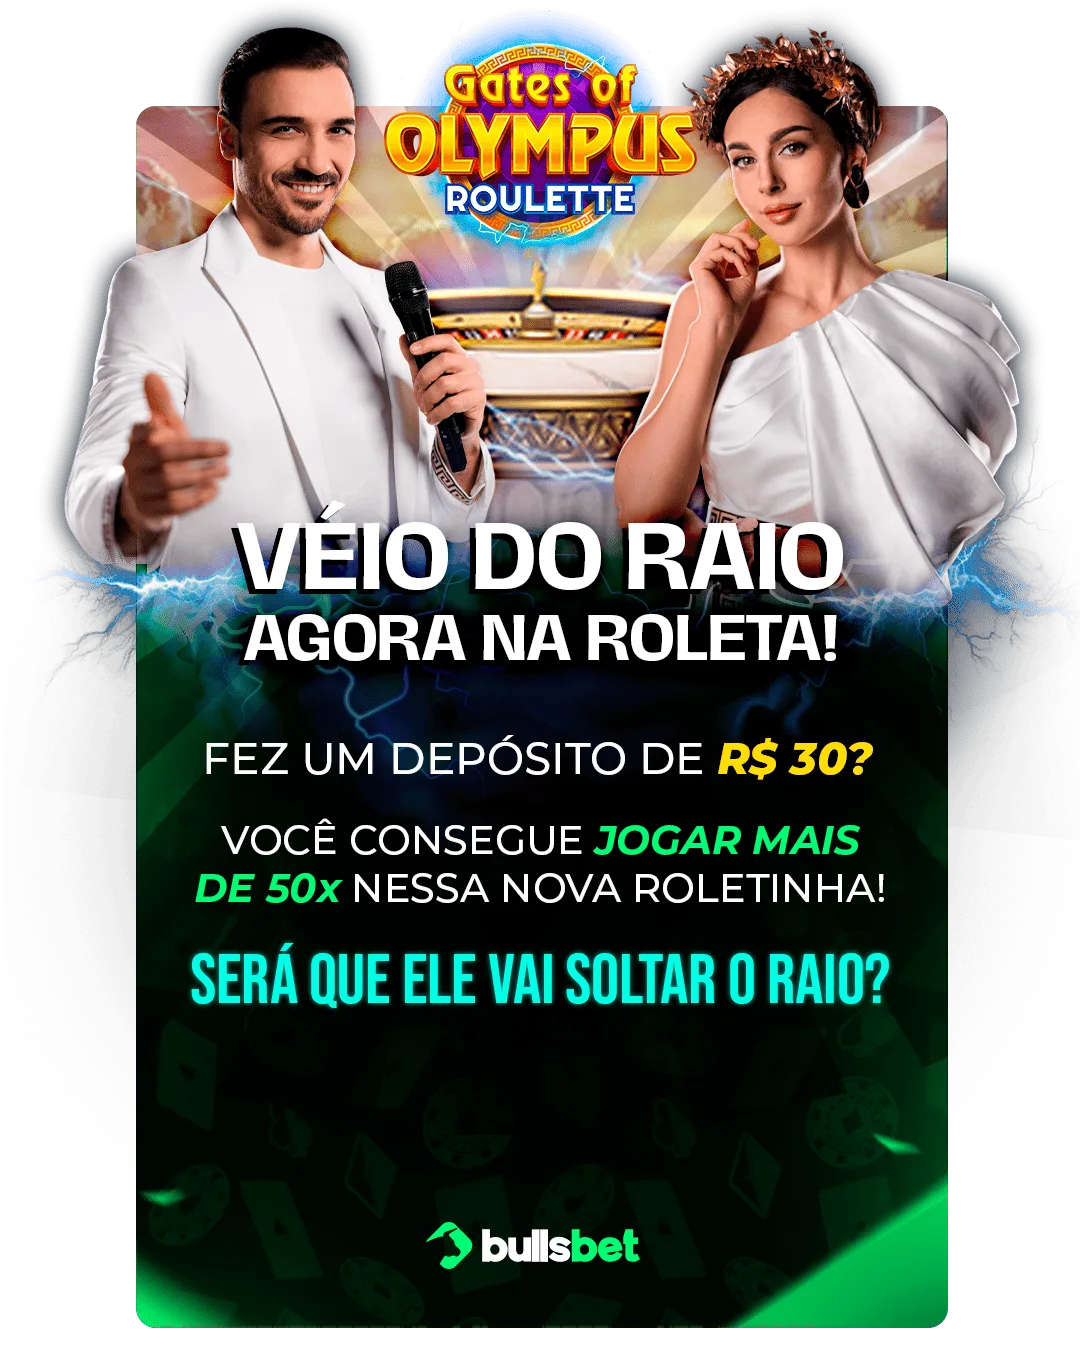 Gates of
OLYMPUS
ROULETTE
VÉIO DO RAIO
AGORA NA ROLETA!
FEZ UM DEPÓSITO DE R$ 30?
VOCÊ CONSEGUE JOGAR MAIS
DE 50x NESSA NOVA ROLETINHA!
SERÁ QUE ELE VAI SOLTAR O RAIO?
bullsbet